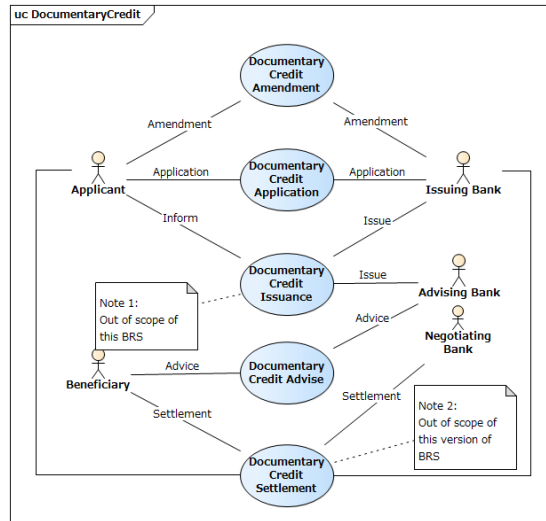 uc DocumentaryCredit
Documentary
Credit
Amendment
Amendment
Amendment
Applicant
Application
Documentary
Credit
Application
Application
Issuing Bank
Inform
Issue
Documentary
Credit
Issuance
Issue
Advising Bank
Note 1:
Out of scope of
this BRS
Advice
Negotiating
Bank
Beneficiary
Advice
Documentary
Credit Advise
Settlement
Settlement
Note 2:
Out of scope of
this version of
BRS
Documentary
Credit
Settlement